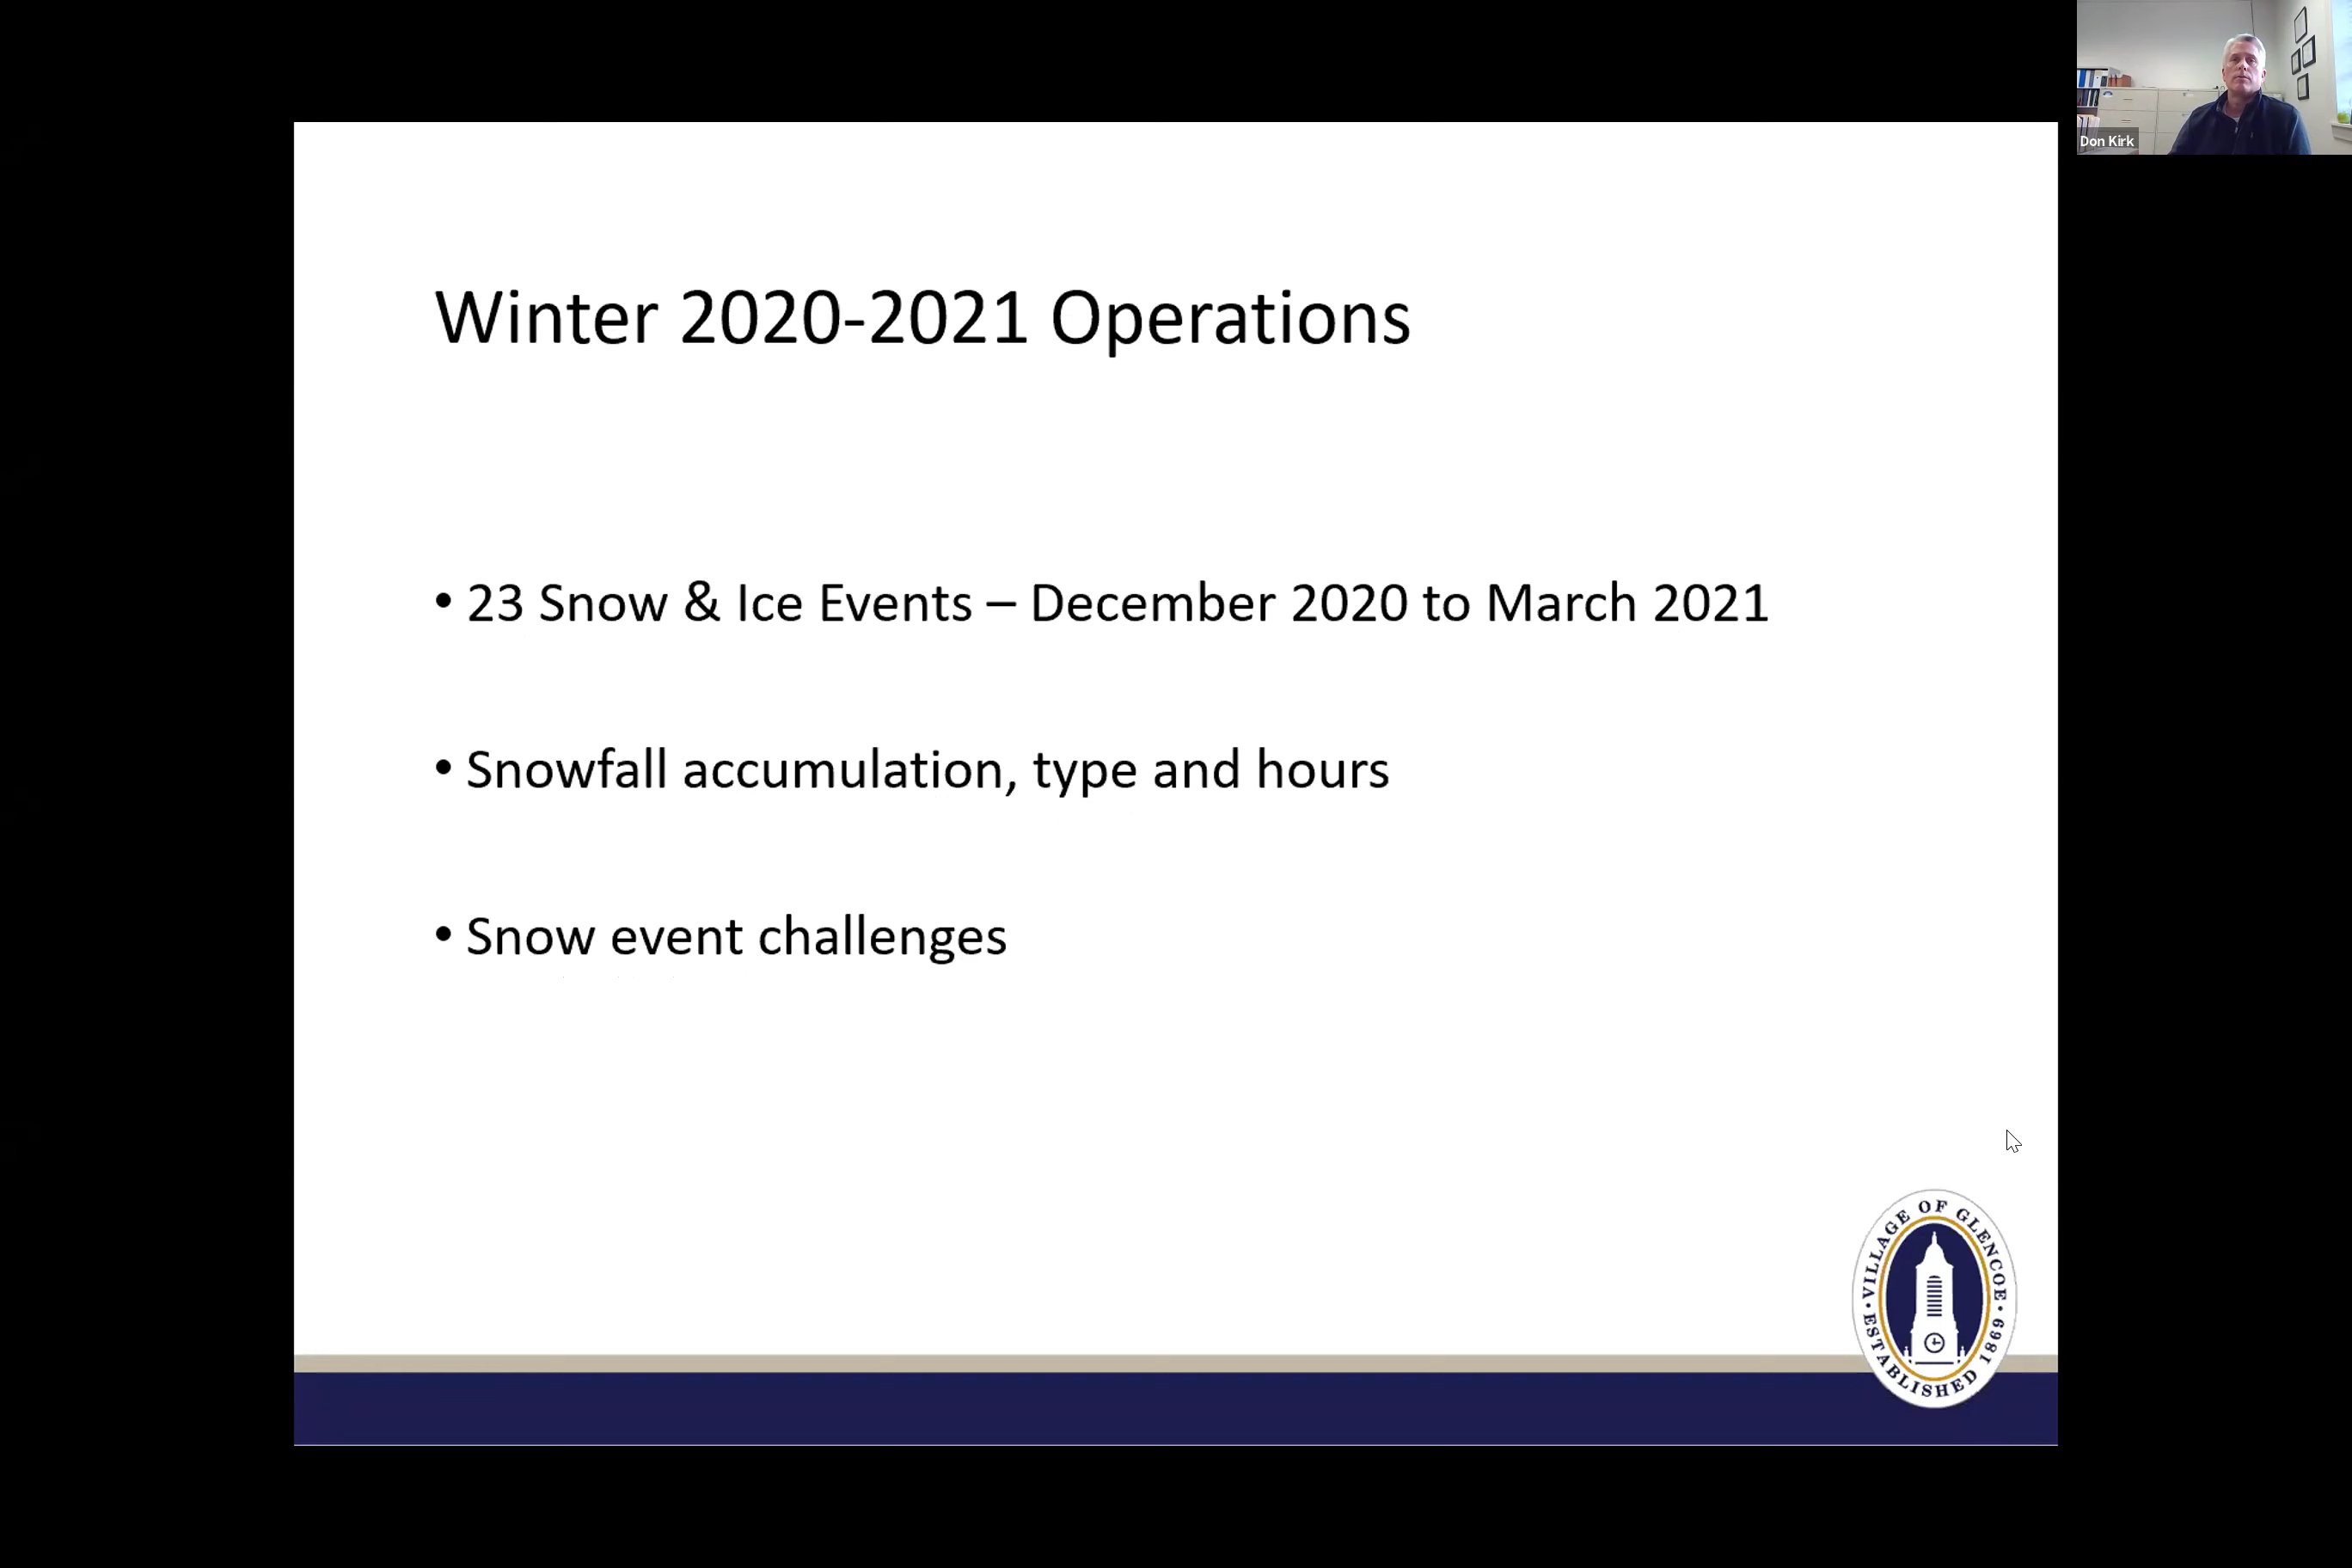 Don Kirk
Winter 2020-2021 Operations
• 23 Snow & Ice Events – December 2020 to March 2021
• Snowfall accumulation, type and hours
• Snow event challenges
VILLAGE OF GLENCOE
• ESTABLISHED 1869 •